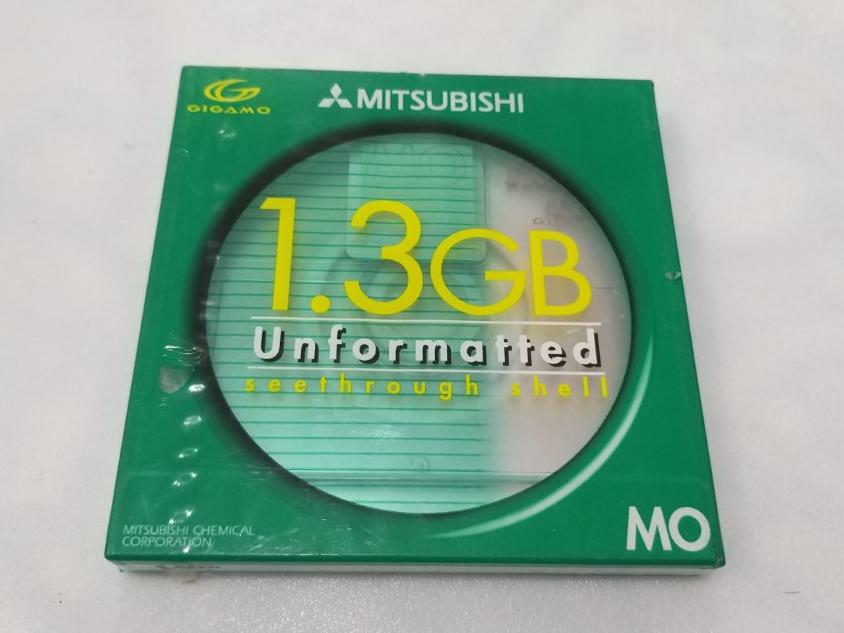 GIGAMO
MITSUBISHI
1.3GB
Unformatted
seethrough shell
MITSUBISHI CHEMICAL
CORPORATION
MO